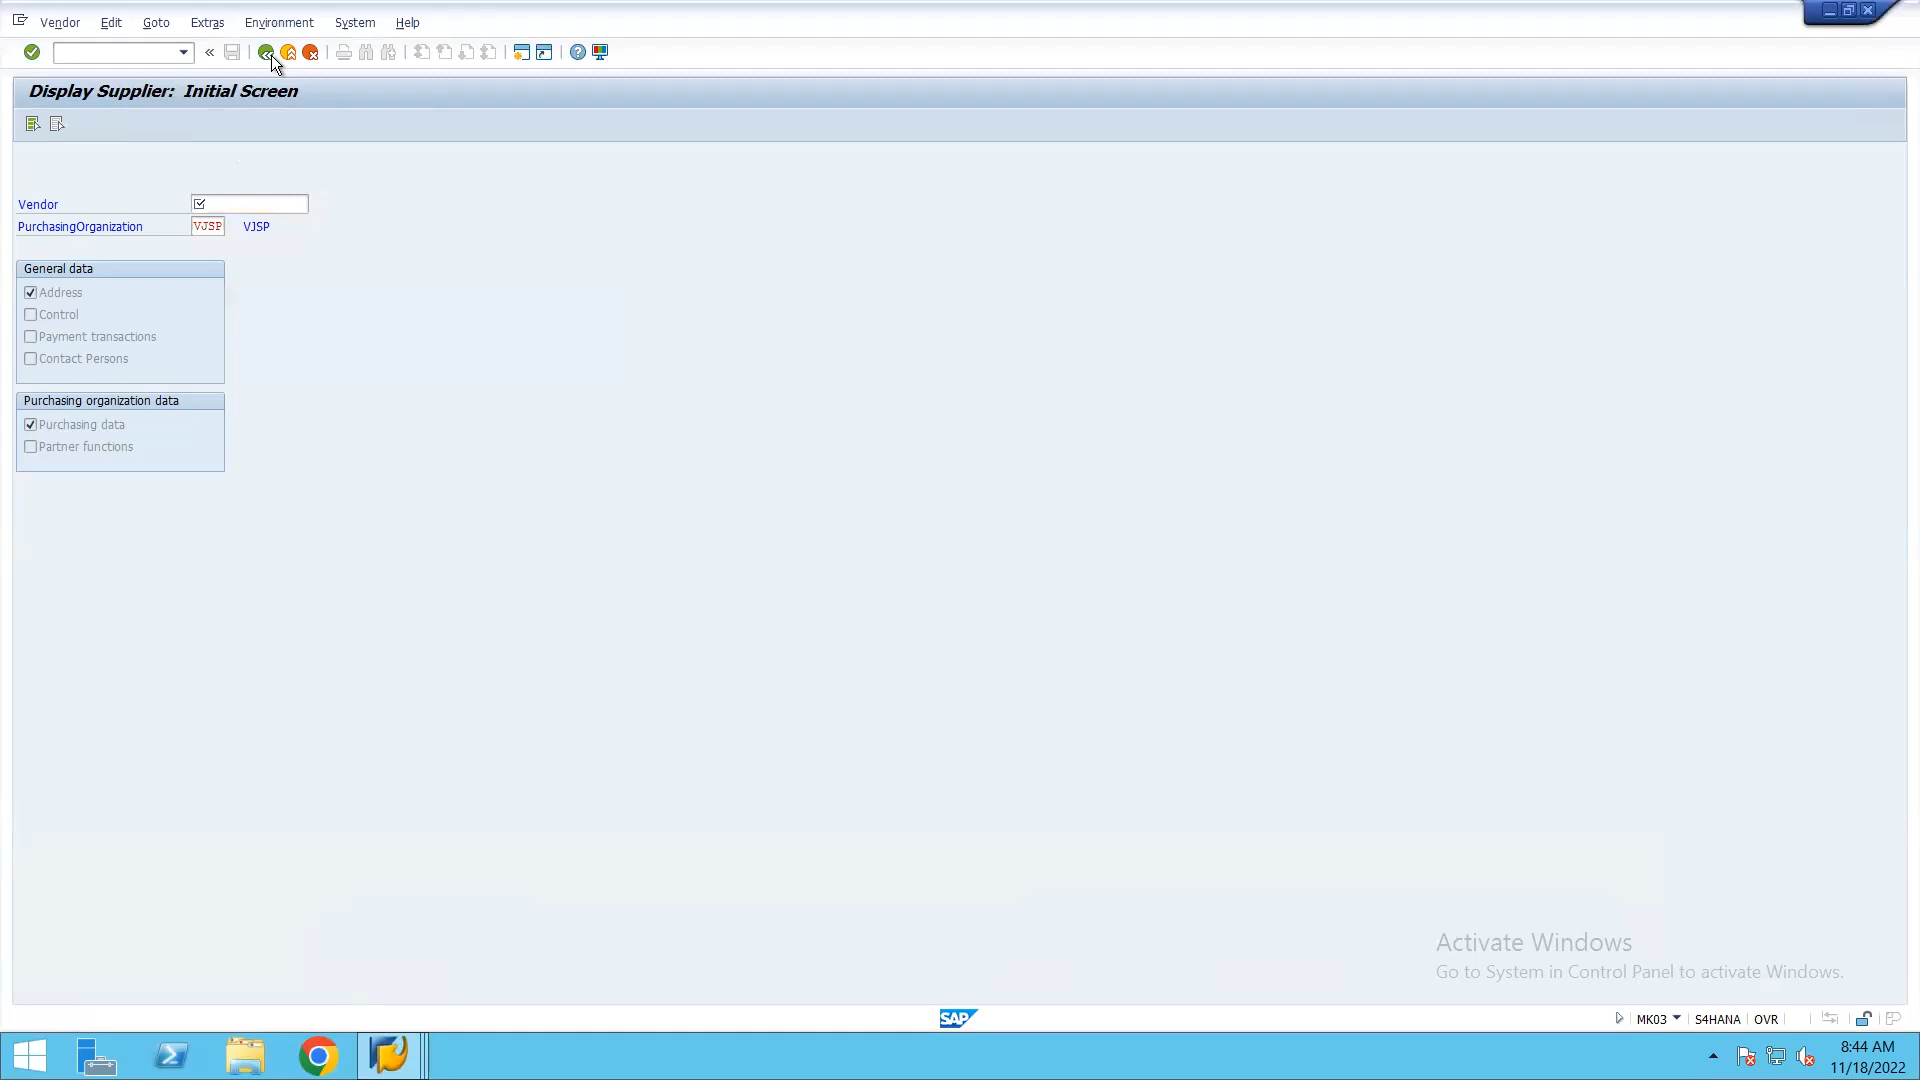 Vendor Edit Goto Extras Environment System Help
Display Supplier: Initial Screen
Vendor
PurchasingOrganization VJSP VJSP
General data
Address
Control
Payment transactions
Contact Persons
Purchasing organization data
Purchasing data
Partner functions
Activate Windows
Go to System in Control Panel to activate Windows.
SAP
MK03 S4HANA OVR
8:44 AM
11/18/2022